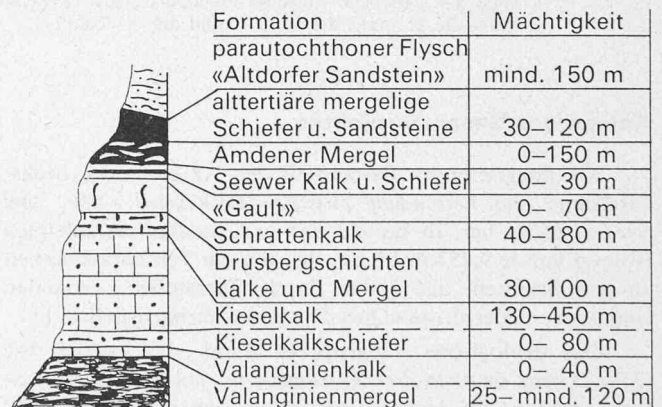 Formation Mächtigkeit
parautochthoner Flysch
«Altdorfer Sandstein» mind. 150 m
alttertiäre mergelige
Schiefer u. Sandsteine 30–120 m
Amdener Mergel 0–150 m
Seewer Kalk u. Schiefer 0– 30 m
«Gault» 0– 70 m
Schrattenkalk 40–180 m
Drusbergschichten
Kalke und Mergel 30–100 m
Kieselkalk 130–450 m
Kieselkalkschiefer 0– 80 m
Valanginienkalk 0– 40 m
Valanginienmergel 25– mind. 120 m